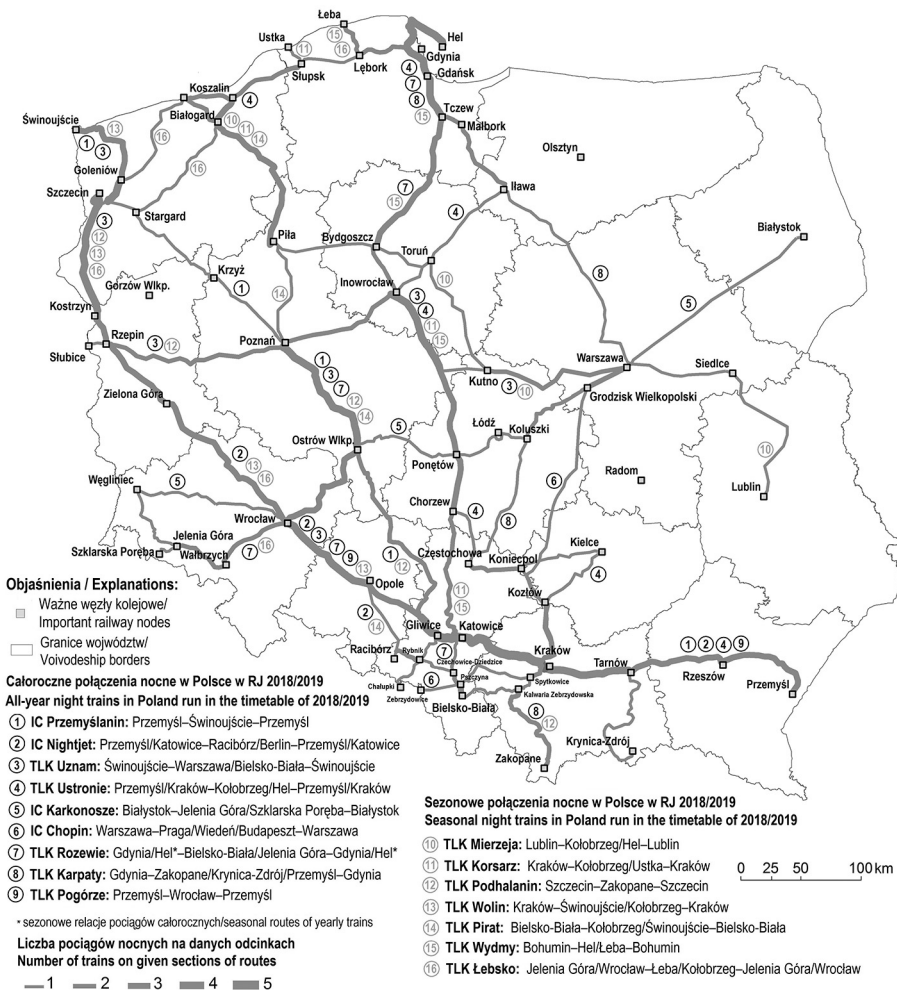 Łeba
Hel
Ustka
Gdynia
Lębork
Słupsk
Gdańsk
Koszalin
Tczew
Białogard
Malbork
Świnoujście
Olsztyn
Goleniów
Szczecin
Iława
Stargard
Białystok
Piła
Bydgoszcz
Toruń
Krzyż
Inowrocław
Gorzów Wlkp.
Kostrzyn
Rzepin
Poznań
Słubice
Warszawa
Siedlce
Kutno
Zielona Góra
Grodzisk Wielkopolski
Łódź
Koluszki
Ostrów Wlkp.
Ponętów
Radom
Węgliniec
Lublin
Chorzew
Wrocław
Jelenia Góra
Szklarska Poręba
Wałbrzych
Częstochowa
Koniecpol
Kielce
Opole
Kozłów
Gliwice
Katowice
Racibórz
Rybnik
Kraków
Czechowice-Dziedzice
Tarnów
Pszczyna
Spytkowice
Rzeszów
Chałupki
Zebrzydowice
Kalwaria Zebrzydowska
Przemyśl
Bielsko-Biała
Krynica-Zdrój
Zakopane
Objaśnienia / Explanations:
Ważne węzły kolejowe/
Important railway nodes
Granice województw/
Voivodeship borders
Całoroczne połączenia nocne w Polsce w RJ 2018/2019
All-year night trains in Poland run in the timetable of 2018/2019
1 IC Przemyślanin: Przemyśl–Świnoujście–Przemyśl
2 IC Nightjet: Przemyśl/Katowice–Racibórz/Berlin–Przemyśl/Katowice
3 TLK Uznam: Świnoujście–Warszawa/Bielsko-Biała–Świnoujście
4 TLK Ustronie: Przemyśl/Kraków–Kołobrzeg/Hel–Przemyśl/Kraków
5 IC Karkonosze: Białystok–Jelenia Góra/Szklarska Poręba–Białystok
6 IC Chopin: Warszawa–Praga/Wiedeń/Budapeszt–Warszawa
7 TLK Rozewie: Gdynia/Hel*–Bielsko-Biała/Jelenia Góra–Gdynia/Hel*
8 TLK Karpaty: Gdynia–Zakopane/Krynica-Zdrój/Przemyśl–Gdynia
9 TLK Pogórze: Przemyśl–Wrocław–Przemyśl
* sezonowe relacje pociągów całorocznych/seasonal routes of yearly trains
Liczba pociągów nocnych na danych odcinkach
Number of trains on given sections of routes
1 2 3 4 5
Sezonowe połączenia nocne w Polsce w RJ 2018/2019
Seasonal night trains in Poland run in the timetable of 2018/2019
10 TLK Mierzeja: Lublin–Kołobrzeg/Hel–Lublin
11 TLK Korsarz: Kraków–Kołobrzeg/Ustka–Kraków
12 TLK Podhalanin: Szczecin–Zakopane–Szczecin
13 TLK Wolin: Kraków–Świnoujście/Kołobrzeg–Kraków
14 TLK Pirat: Bielsko-Biała–Kołobrzeg/Świnoujście–Bielsko-Biała
15 TLK Wydmy: Bohumin–Hel/Łeba–Bohumin
16 TLK Łebsko: Jelenia Góra/Wrocław–Łeba/Kołobrzeg–Jelenia Góra/Wrocław
0 50 100 km